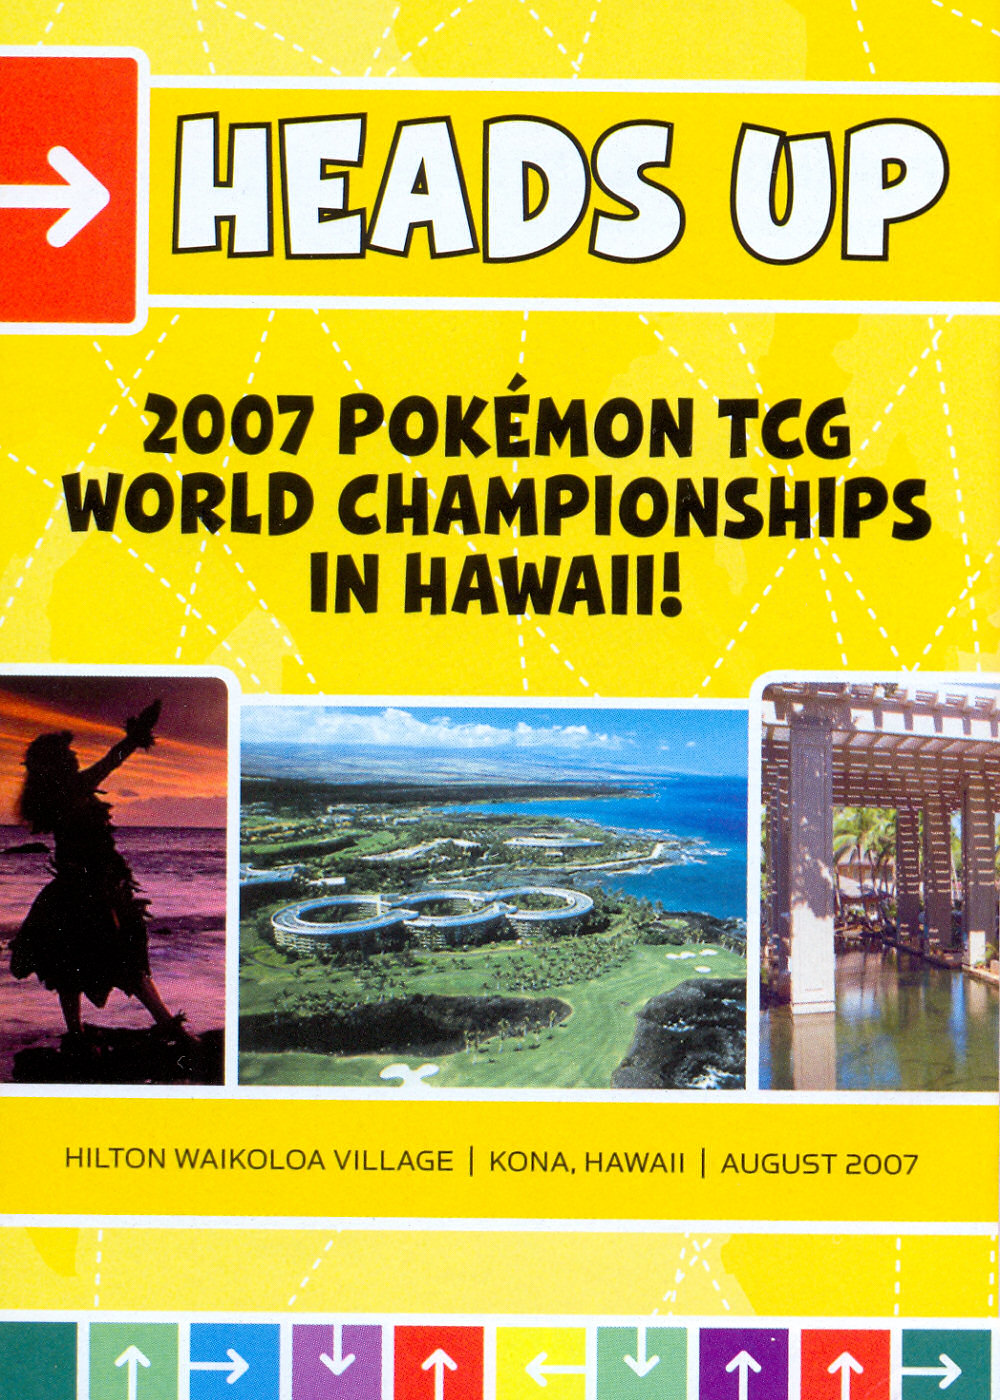 HEADS UP
2007 POKÉMON TCG
WORLD CHAMPIONSHIPS
IN HAWAII!
HILTON WAIKOLOA VILLAGE | KONA, HAWAII | AUGUST 2007